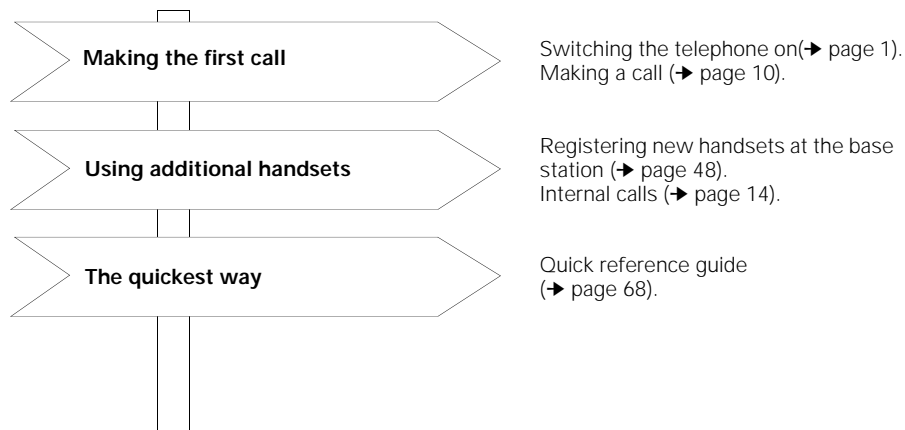 Making the first call
Switching the telephone on(➔ page 1).
Making a call (➔ page 10).
Using additional handsets
Registering new handsets at the base
station (➔ page 48).
Internal calls (➔ page 14).
The quickest way
Quick reference guide
(➔ page 68).